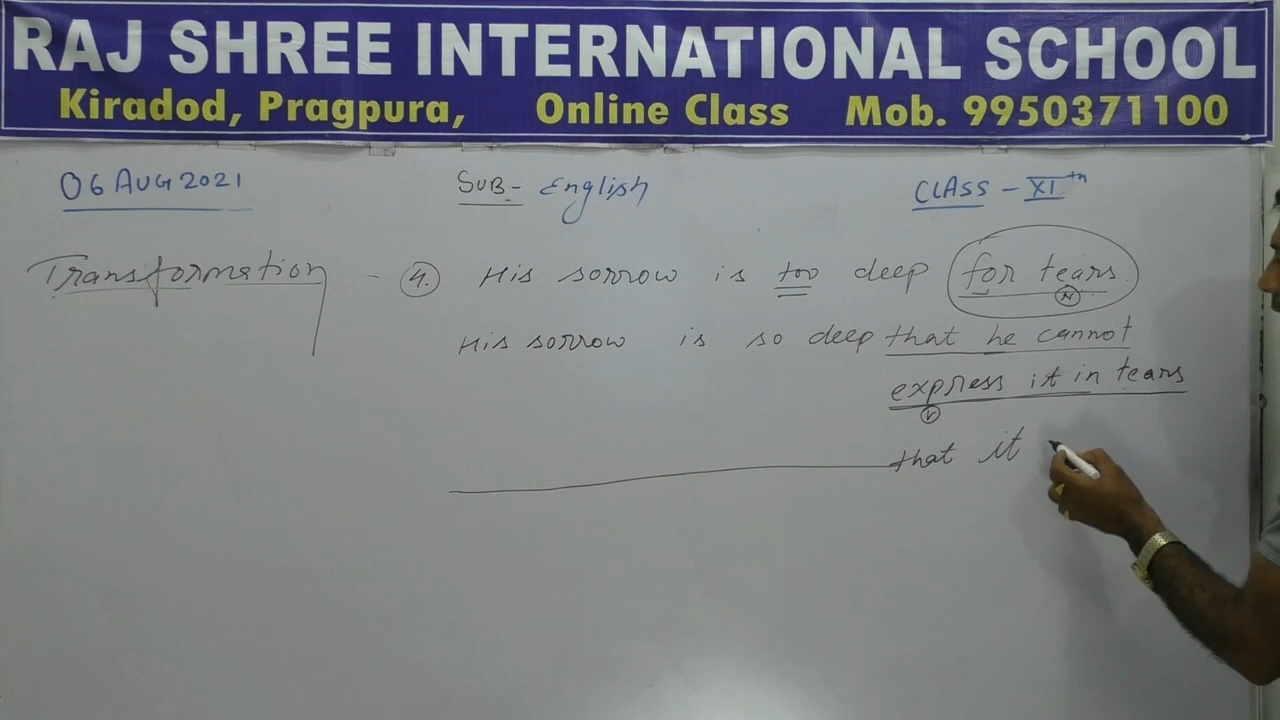 RAJ SHREE INTERNATIONAL SCHOOL
Kiradod, Pragpura, Online Class Mob. 9950371100
06 AUG 2021 SUB- English CLASS - XIth
Transformation - 4. His sorrow is too deep for tears.
N
His sorrow is so deep that he cannot
express it in tears
V
that it